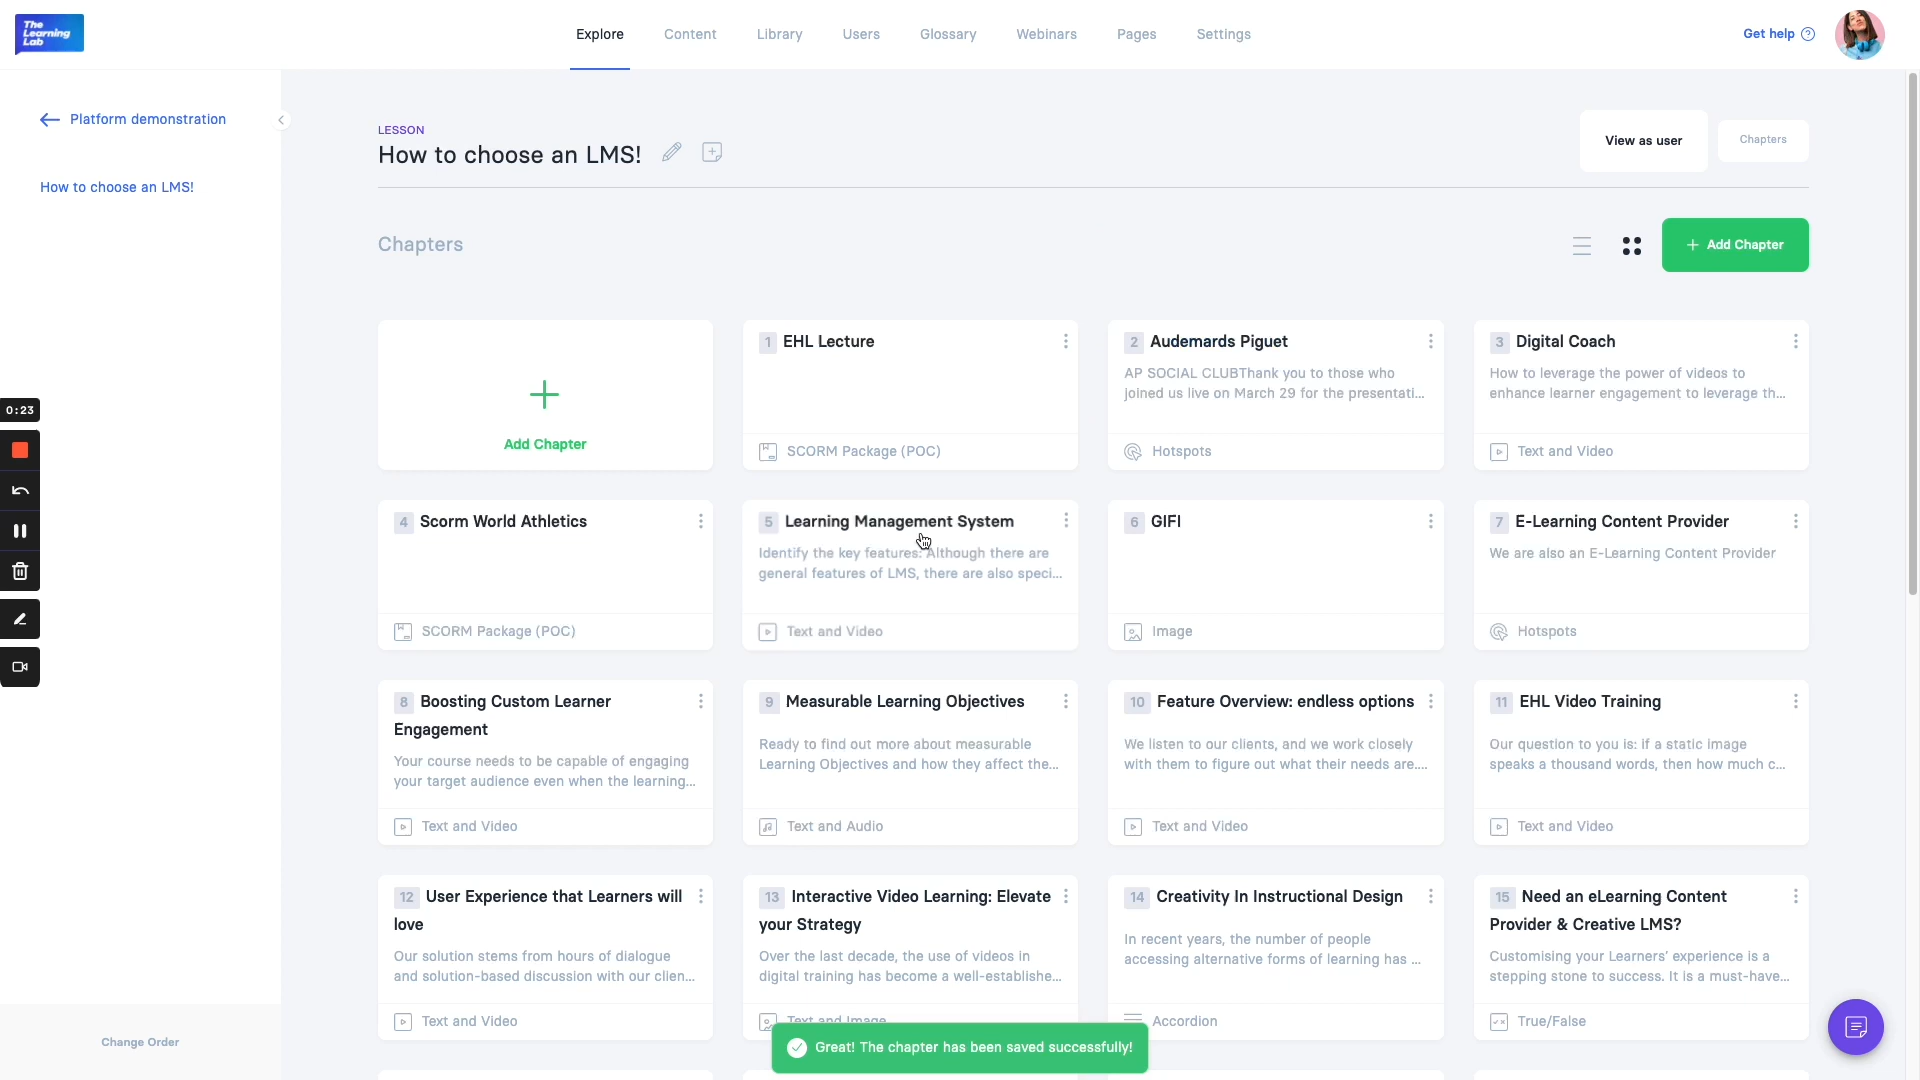 The
Learning
Lab
Explore
Content
Library
Users
Glossary
Webinars
Pages
Settings
Get help
Platform demonstration
How to choose an LMS!
LESSON
How to choose an LMS!
View as user
Chapters
Chapters
+ Add Chapter
Add Chapter
1 EHL Lecture
SCORM Package (POC)
2 Audemards Piguet
AP SOCIAL CLUBThank you to those who
joined us live on March 29 for the presentati...
Hotspots
3 Digital Coach
How to leverage the power of videos to
enhance learner engagement to leverage th...
Text and Video
0:23
4 Scorm World Athletics
SCORM Package (POC)
5 Learning Management System
Identify the key features: Although there are
general features of LMS, there are also speci...
Text and Video
6 GIFI
Image
7 E-Learning Content Provider
We are also an E-Learning Content Provider
Hotspots
8 Boosting Custom Learner
Engagement
Your course needs to be capable of engaging
your target audience even when the learning...
Text and Video
9 Measurable Learning Objectives
Ready to find out more about measurable
Learning Objectives and how they affect the...
Text and Audio
10 Feature Overview: endless options
We listen to our clients, and we work closely
with them to figure out what their needs are....
Text and Video
11 EHL Video Training
Our question to you is: if a static image
speaks a thousand words, then how much c...
Text and Video
12 User Experience that Learners will
love
Our solution stems from hours of dialogue
and solution-based discussion with our clien...
Text and Video
13 Interactive Video Learning: Elevate
your Strategy
Over the last decade, the use of videos in
digital training has become a well-establishe...
Text and Image
14 Creativity In Instructional Design
In recent years, the number of people
accessing alternative forms of learning has ...
Accordion
15 Need an eLearning Content
Provider & Creative LMS?
Customising your Learners' experience is a
stepping stone to success. It is a must-have...
True/False
Change Order
Great! The chapter has been saved successfully!